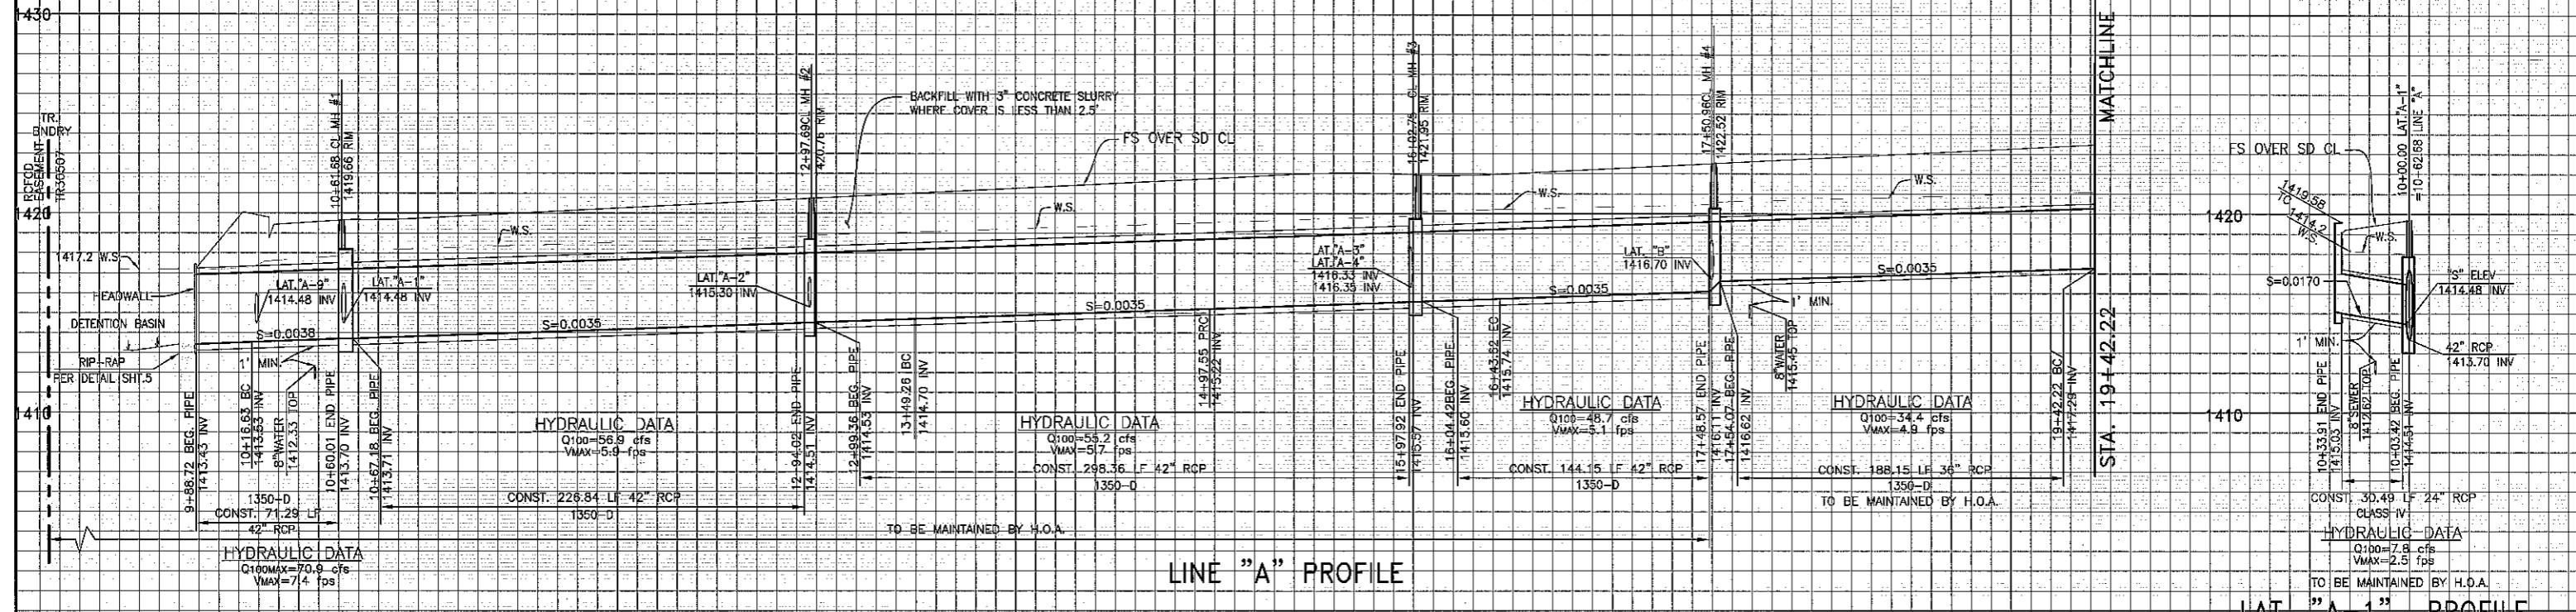 1430
1420
1410
TR.
BNDRY
RCFCD
EASEMENT
TR30507
10+61.68 CL MH #1
1419.66 RIM
2+97.69CL MH #2
420.76 RIM
BACKFILL WITH 3" CONCRETE SLURRY
WHERE COVER IS LESS THAN 2.5'
FS OVER SD CL
CL MH #3
1421.95 RIM
17+50.96CL MH #4
1422.52 RIM
MATCHLINE
STA. 19+42.22
W.S.
W.S.
W.S.
W.S.
1417.2 W.S.
HEADWALL
DETENTION BASIN
RIP-RAP
PER DETAIL SHT.5
LAT."A-9"
1414.48 INV
LAT."A-1"
1414.48 INV
LAT."A-2"
1415.30 INV
LAT."A-3"
LAT."A-4"
1416.33 INV
1416.35 INV
LAT. "B"
1416.70 INV
S=0.0038
S=0.0035
S=0.0035
S=0.0035
S=0.0035
1' MIN.
1' MIN.
9+88.72 BEG. PIPE
1413.43 INV
10+16.63 BC
1413.53 INV
8"WATER
1412.33 TOP
10+60.01 END PIPE
1413.70 INV
10+67.18 BEG. PIPE
1413.71 INV
12+94.02 END PIPE
1414.51 INV
12+99.56 BEG. PIPE
1414.53 INV
13+49.26 BC
1414.70 INV
14+97.55 PRC
1415.22 INV
15+97.92 END PIPE
1415.57 INV
16+04.42BEG. PIPE
1415.60 INV
16+43.52 EC
1415.74 INV
17+48.57 END PIPE
1416.11 INV
17+54.07 BEG. PIPE
1416.62 INV
8"WATER
1415.45 TOP
19+42.22 BC
1417.29 INV
1350-D
CONST. 71.29 LF
42" RCP
HYDRAULIC DATA
Q100MAX=70.9 cfs
VMAX=7.4 fps
HYDRAULIC DATA
Q100=56.9 cfs
VMAX=5.9 fps
CONST. 226.84 LF 42" RCP
1350-D
HYDRAULIC DATA
Q100=55.2 cfs
VMAX=5.7 fps
CONST. 298.36 LF 42" RCP
1350-D
HYDRAULIC DATA
Q100=48.7 cfs
VMAX=5.1 fps
CONST. 144.15 LF 42" RCP
1350-D
HYDRAULIC DATA
Q100=34.4 cfs
VMAX=4.9 fps
CONST. 188.15 LF 36" RCP
1350-D
TO BE MAINTAINED BY H.O.A.
TO BE MAINTAINED BY H.O.A.
LINE "A" PROFILE
1420
1410
FS OVER SD CL
10+00.00 LAT."A-1"
=10+62.68 LINE "A"
1419.58
TC
1414.2
W.S.
W.S.
S=0.0170
"S" ELEV
1414.48 INV
1' MIN.
42" RCP
1413.70 INV
10+33.91 END PIPE
1415.03 INV
8"SEWER
1412.62 TOP
10+03.42 BEG. PIPE
1414.51 INV
CONST. 30.49 LF 24" RCP
CLASS IV
HYDRAULIC DATA
Q100=7.8 cfs
VMAX=2.5 fps
TO BE MAINTAINED BY H.O.A.
LAT. "A-1" PROFILE